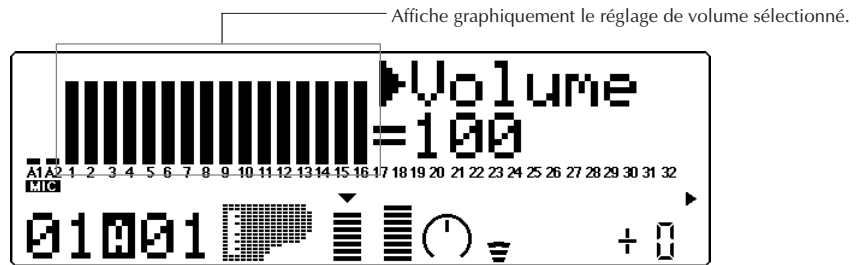 Affiche graphiquement le réglage de volume sélectionné.
Volume
=100
A1 A2 1 2 3 4 5 6 7 8 9 10 11 12 13 14 15 16 17 18 19 20 21 22 23 24 25 26 27 28 29 30 31 32
MIC
01A01 + 0